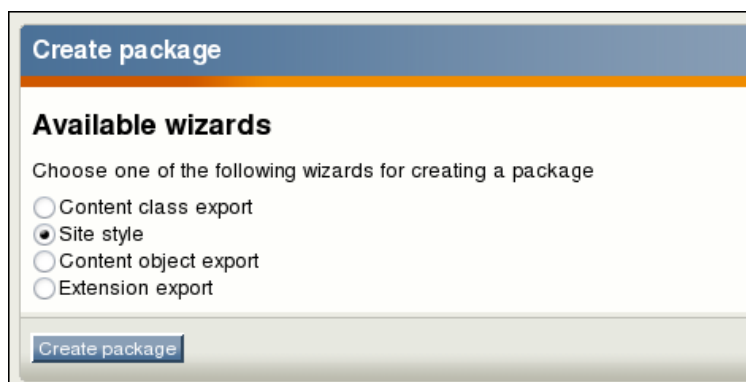 Create package
Available wizards
Choose one of the following wizards for creating a package
Content class export
Site style
Content object export
Extension export
Create package